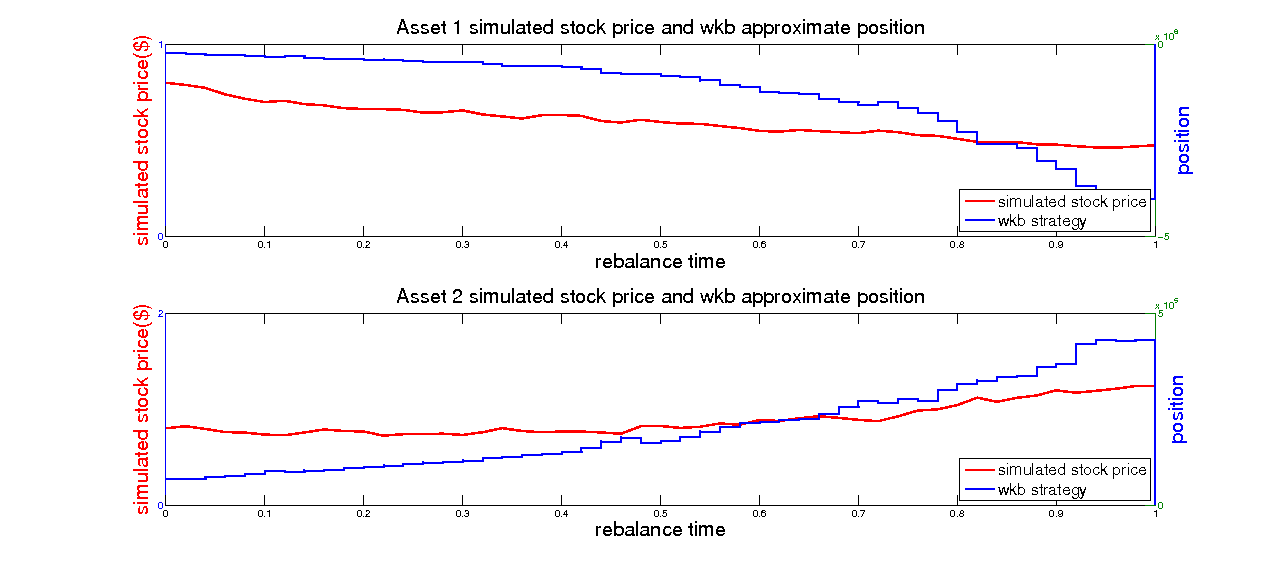 Asset 1 simulated stock price and wkb approximate position
simulated stock price($)
1
0
0
-5
position
simulated stock price
wkb strategy
0 0.1 0.2 0.3 0.4 0.5 0.6 0.7 0.8 0.9 1
rebalance time
Asset 2 simulated stock price and wkb approximate position
simulated stock price($)
2
0
5
0
position
simulated stock price
wkb strategy
0 0.1 0.2 0.3 0.4 0.5 0.6 0.7 0.8 0.9 1
rebalance time